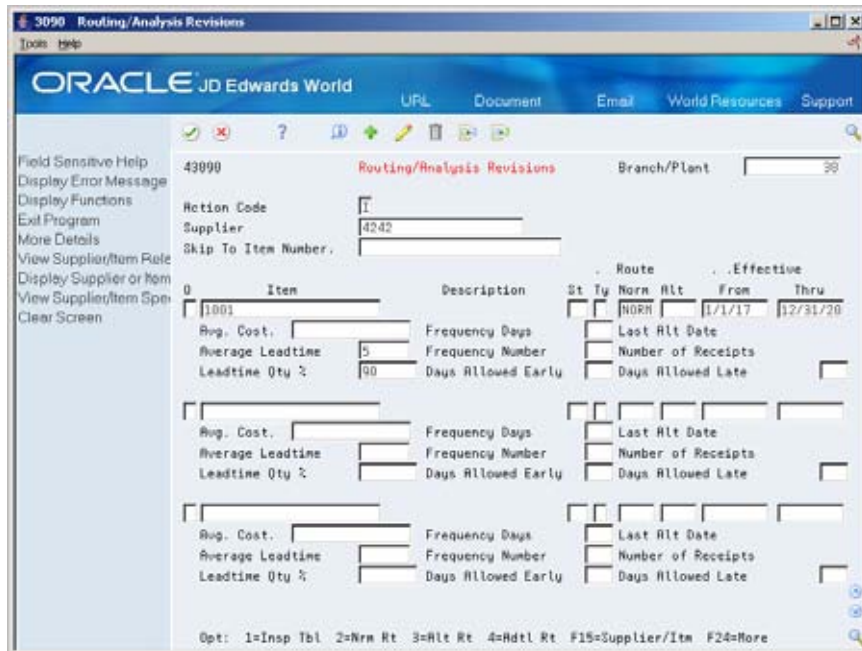 3090 Routing/Analysis Revisions
Tools Help
ORACLE JD Edwards World
URL Document Email World Resources Support
Field Sensitive Help
Display Error Message
Display Functions
Exit Program
More Details
View Supplier/Item Rele
Display Supplier or Item
View Supplier/Item Spe
Clear Screen
43090 Routing/Analysis Revisions Branch/Plant 30
Action Code I
Supplier 4242
Skip To Item Number.
. Route . .Effective
O Item Description St Ty Norm Alt From Thru
1001 NORM 1/1/17 12/31/20
Avg. Cost. Frequency Days Last Alt Date
Average Leadtime 5 Frequency Number Number of Receipts
Leadtime Qty % 90 Days Allowed Early Days Allowed Late
Avg. Cost. Frequency Days Last Alt Date
Average Leadtime Frequency Number Number of Receipts
Leadtime Qty % Days Allowed Early Days Allowed Late
Avg. Cost. Frequency Days Last Alt Date
Average Leadtime Frequency Number Number of Receipts
Leadtime Qty % Days Allowed Early Days Allowed Late
Opt: 1=Insp Tbl 2=Nrm Rt 3=Alt Rt 4=Adtl Rt F15=Supplier/Itm F24=More